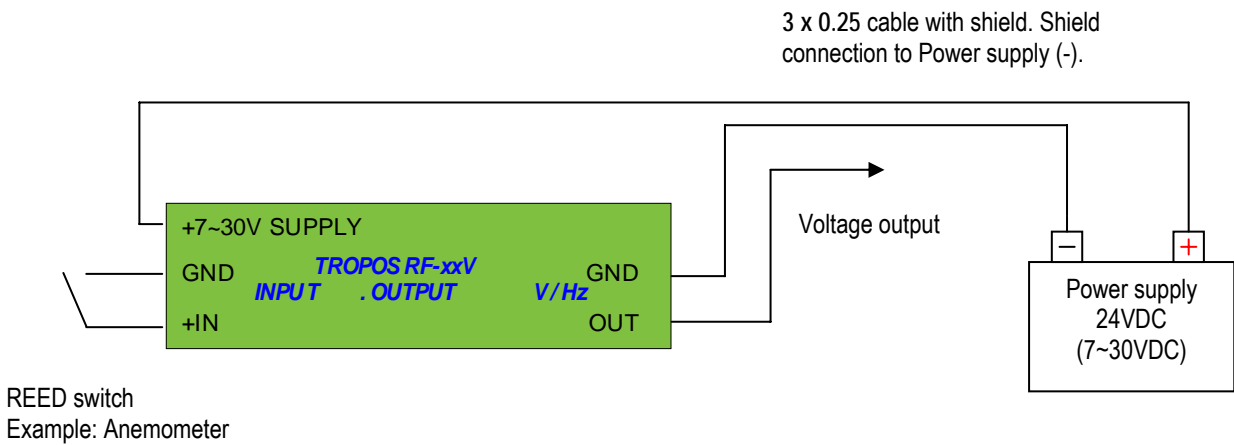 3 x 0.25 cable with shield. Shield
connection to Power supply (-).
+7~30V SUPPLY
GND
TROPOS RF-xxV
INPUT . OUTPUT V/Hz
GND
+IN
OUT
Voltage output
−
+
Power supply
24VDC
(7~30VDC)
REED switch
Example: Anemometer